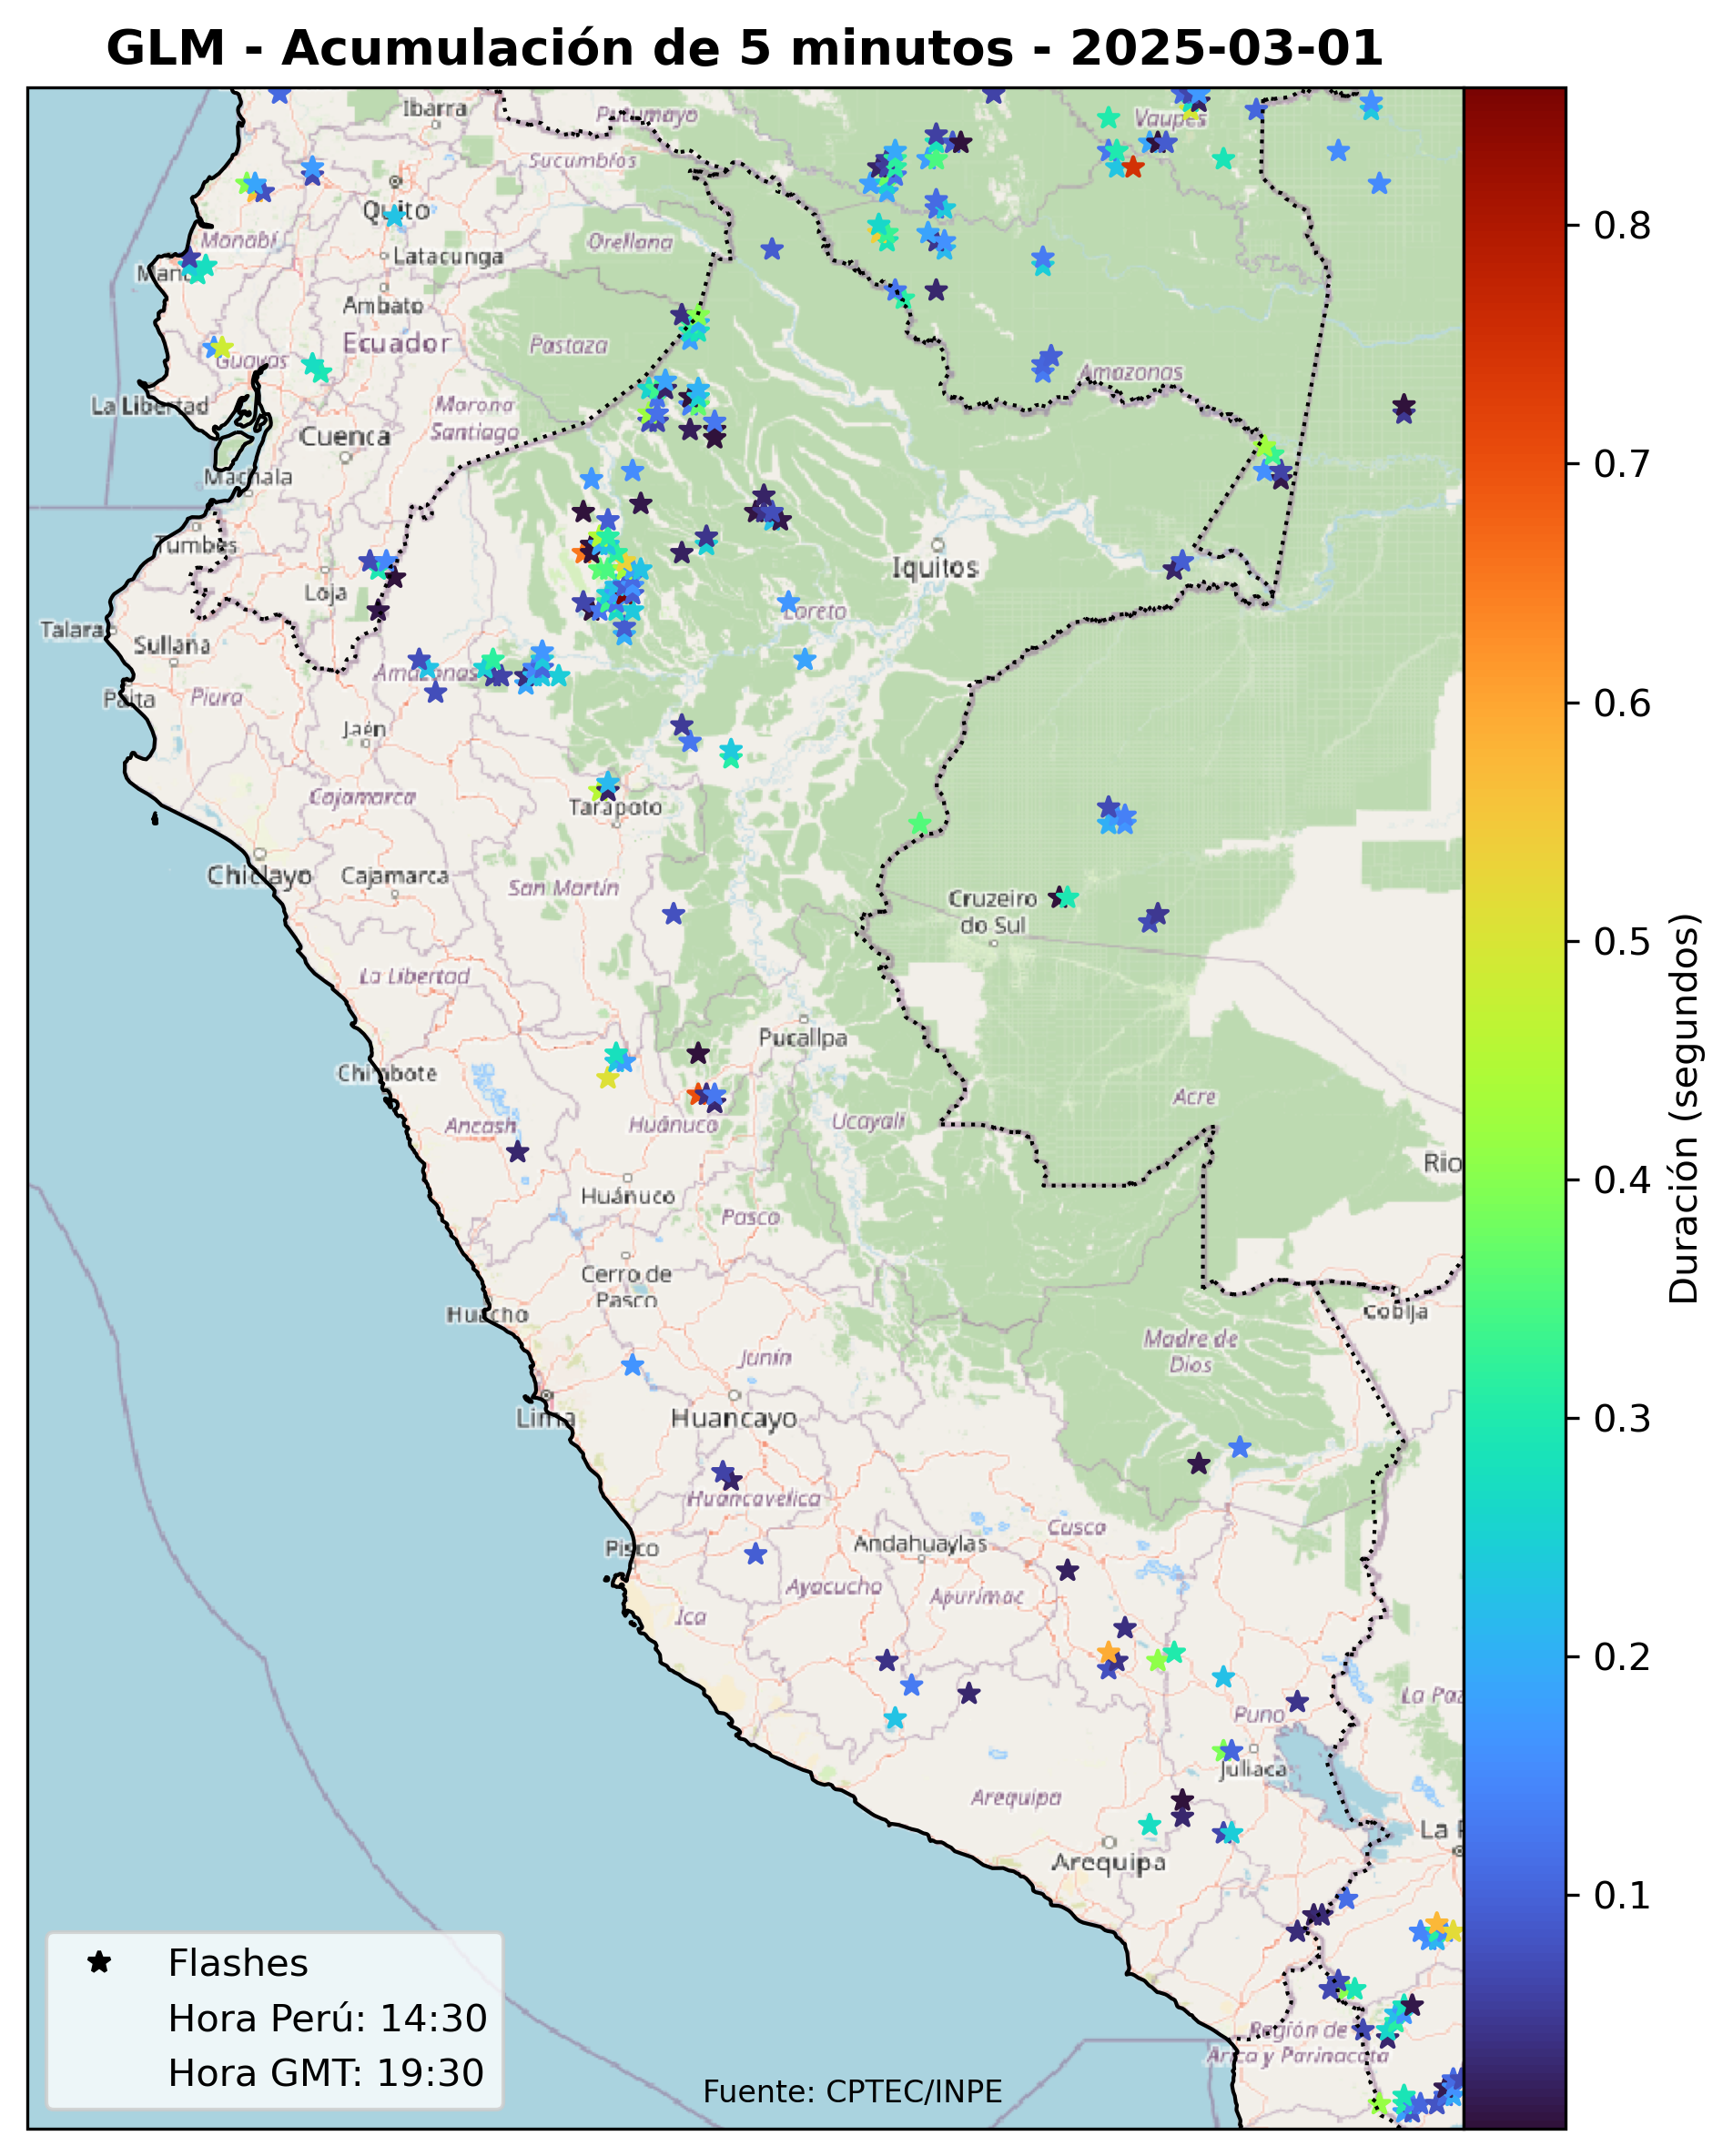 GLM - Acumulación de 5 minutos - 2025-03-01
Ibarra
Putumayo
Vaupés
Sucumbíos
Quito
Manabí
Orellana
Latacunga
Ambato
Ecuador
Pastaza
Guayas
Amazonas
La Libertad
Morona
Santiago
Cuenca
Machala
Tumbes
Iquitos
Loja
Loreto
Talara
Sullana
Amazonas
Paita
Piura
Jaén
Cajamarca
Tarapoto
Chiclayo
Cajamarca
San Martín
Cruzeiro
do Sul
La Libertad
Pucallpa
Chimbote
Acre
Ancash
Huánuco
Ucayali
Rio
Huánuco
Pasco
Cerro de
Pasco
Huacho
Cobija
Madre de
Dios
Junín
Lima
Huancayo
Huancavelica
Pisco
Andahuaylas
Cusco
Ayacucho
Apurímac
Ica
La Paz
Puno
Juliaca
Arequipa
La P
Arequipa
Región de
Arica y Parinacota
Flashes
Hora Perú: 14:30
Hora GMT: 19:30
Fuente: CPTEC/INPE
0.8
0.7
0.6
0.5
0.4
0.3
0.2
0.1
Duración (segundos)